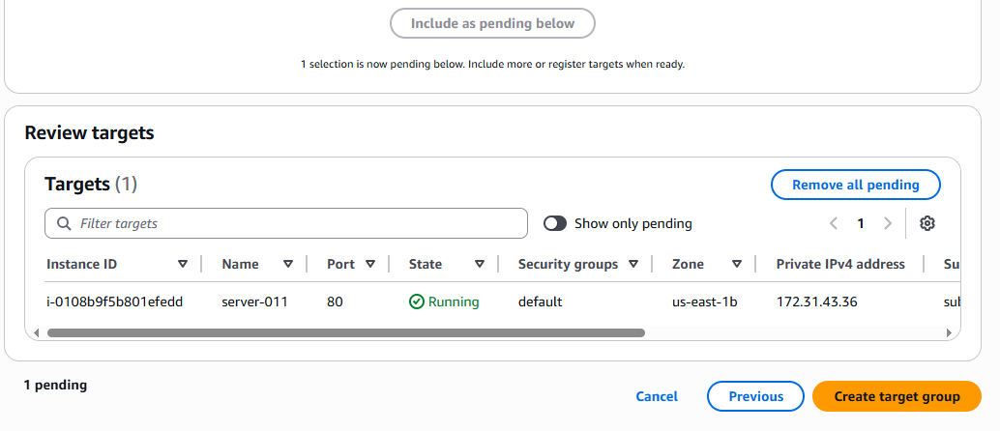 Include as pending below
1 selection is now pending below. Include more or register targets when ready.
Review targets
Targets (1)
Remove all pending
Filter targets
Show only pending
1
Instance ID Name Port State Security groups Zone Private IPv4 address Su
i-0108b9f5b801efedd server-011 80 Running default us-east-1b 172.31.43.36 sub
1 pending
Cancel Previous Create target group